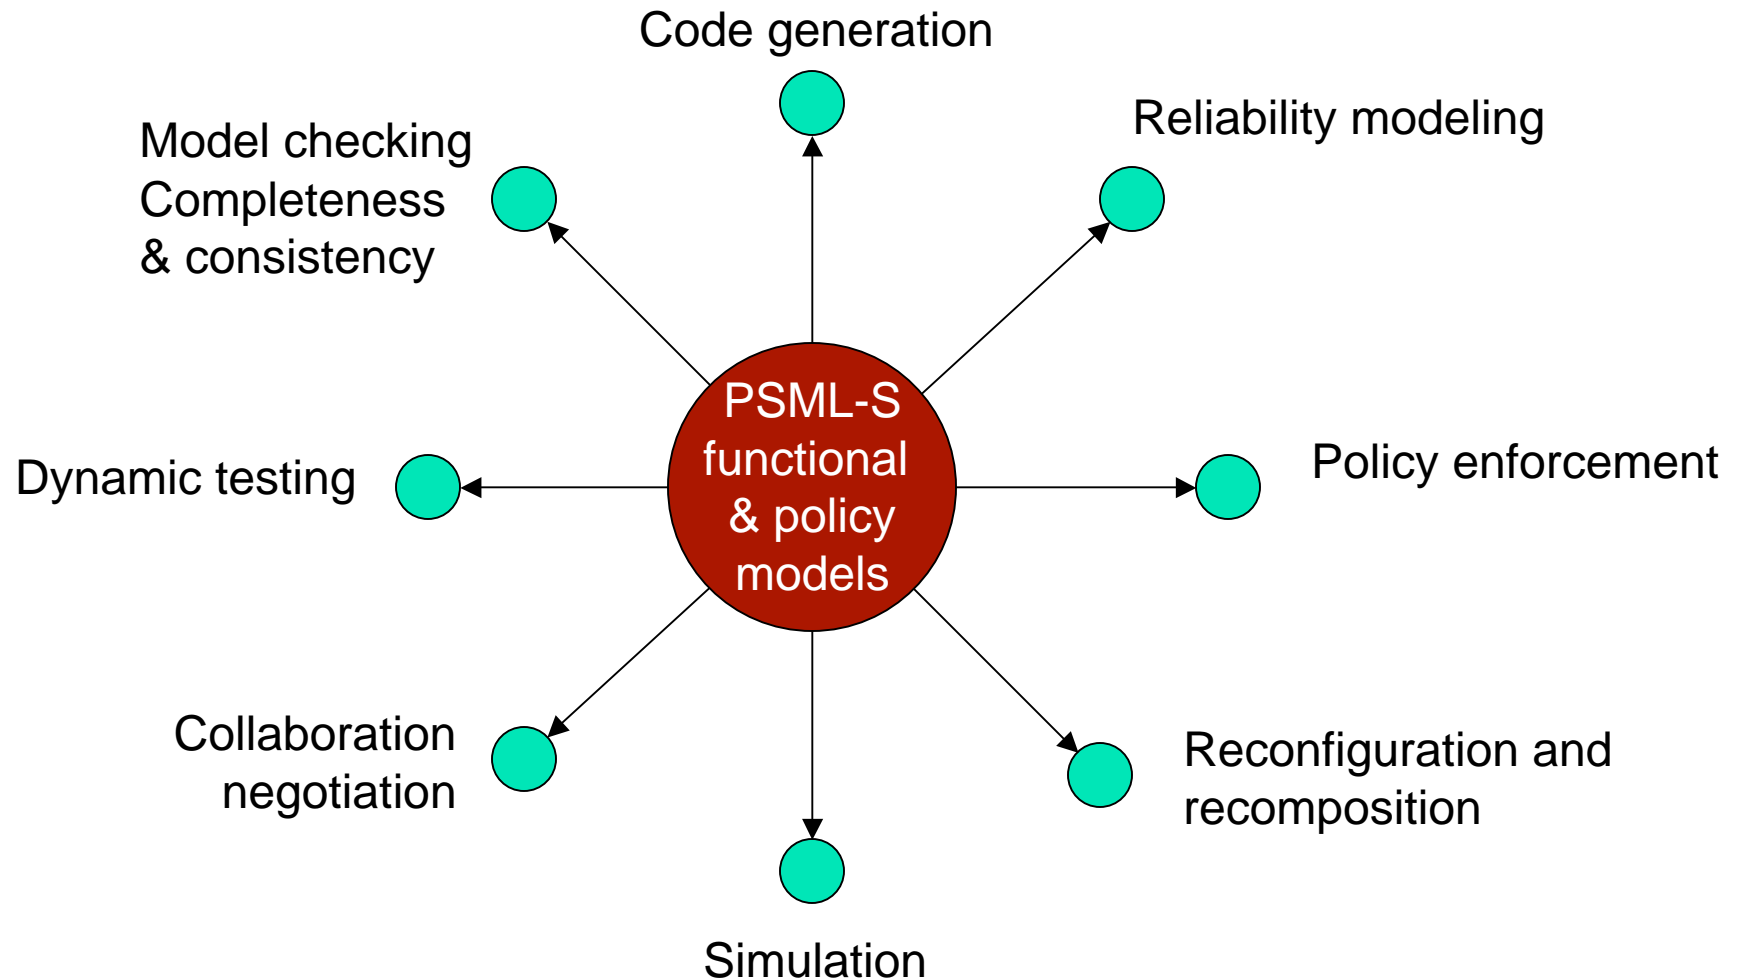 Code generation
Reliability modeling
Model checking
Completeness
& consistency
PSML-S
functional
& policy
models
Dynamic testing
Policy enforcement
Collaboration
negotiation
Reconfiguration and
recomposition
Simulation